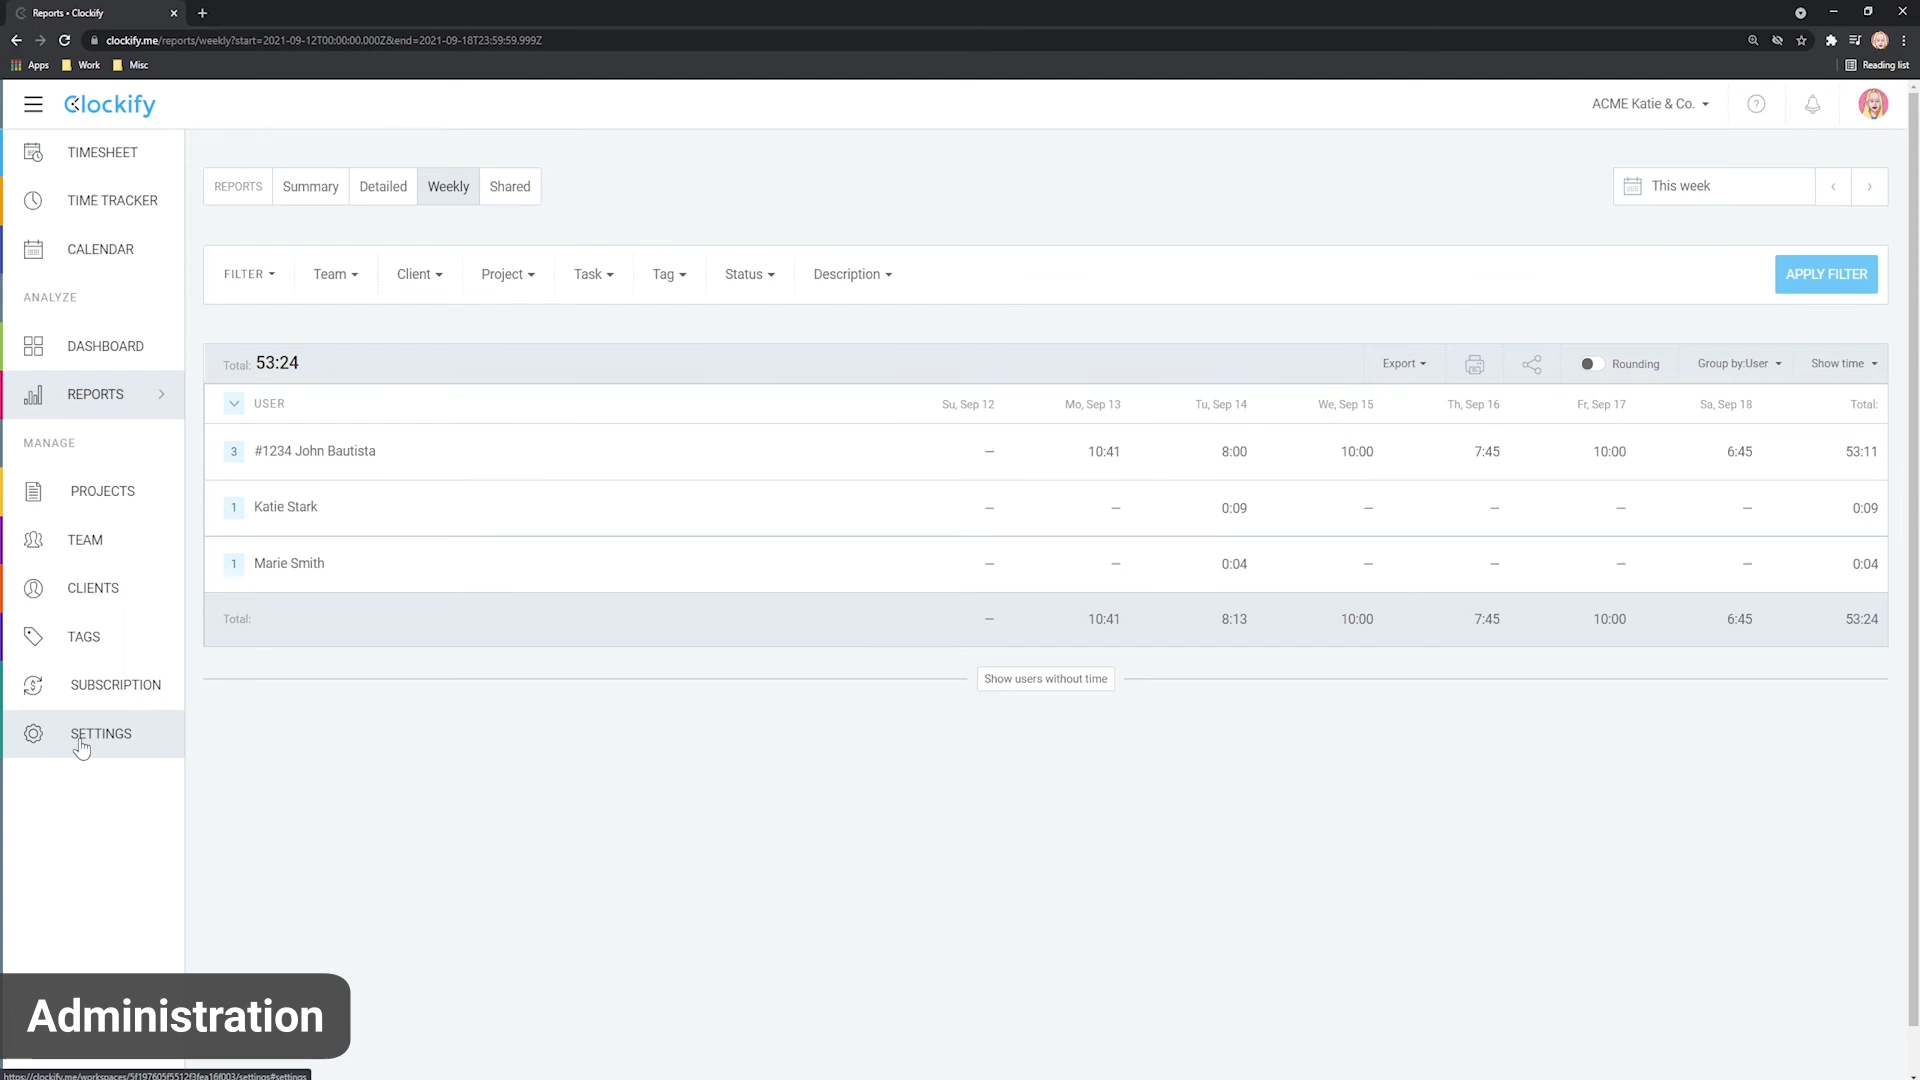 Reports • Clockify
clockify.me/reports/weekly?start=2021-09-12T00:00:00.000Z&end=2021-09-18T23:59:59.999Z
Apps Work Misc Reading list
Clockify ACME Katie & Co.
TIMESHEET
TIME TRACKER
CALENDAR
ANALYZE
DASHBOARD
REPORTS
MANAGE
PROJECTS
TEAM
CLIENTS
TAGS
SUBSCRIPTION
SETTINGS
REPORTS Summary Detailed Weekly Shared This week
FILTER Team Client Project Task Tag Status Description APPLY FILTER
Total: 53:24 Export Rounding Group by:User Show time
USER Su, Sep 12 Mo, Sep 13 Tu, Sep 14 We, Sep 15 Th, Sep 16 Fr, Sep 17 Sa, Sep 18 Total:
3 #1234 John Bautista — 10:41 8:00 10:00 7:45 10:00 6:45 53:11
1 Katie Stark — — 0:09 — — — — 0:09
1 Marie Smith — — 0:04 — — — — 0:04
Total: — 10:41 8:13 10:00 7:45 10:00 6:45 53:24
Show users without time
Administration
https://clockify.me/workspaces/5f197605f5512f3fea16f003/settings#settings